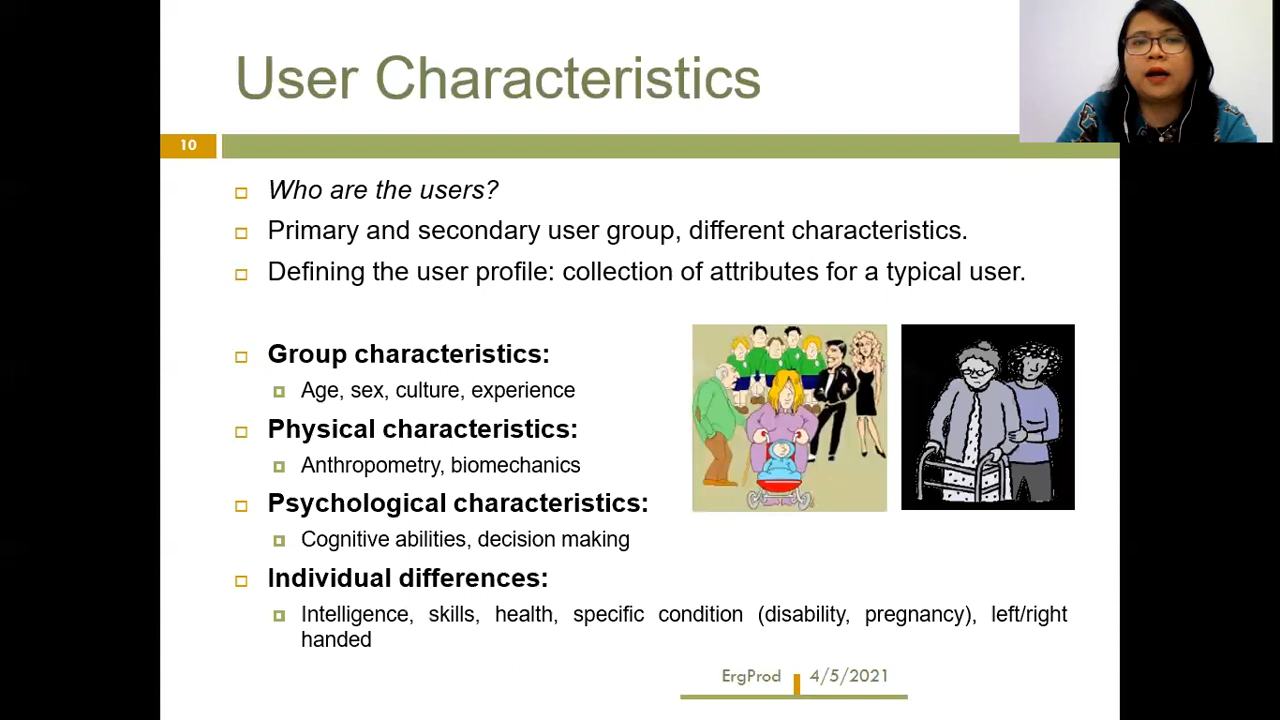 User Characteristics
10
Who are the users?
Primary and secondary user group, different characteristics.
Defining the user profile: collection of attributes for a typical user.
Group characteristics:
Age, sex, culture, experience
Physical characteristics:
Anthropometry, biomechanics
Psychological characteristics:
Cognitive abilities, decision making
Individual differences:
Intelligence, skills, health, specific condition (disability, pregnancy), left/right
handed
ErgProd 4/5/2021